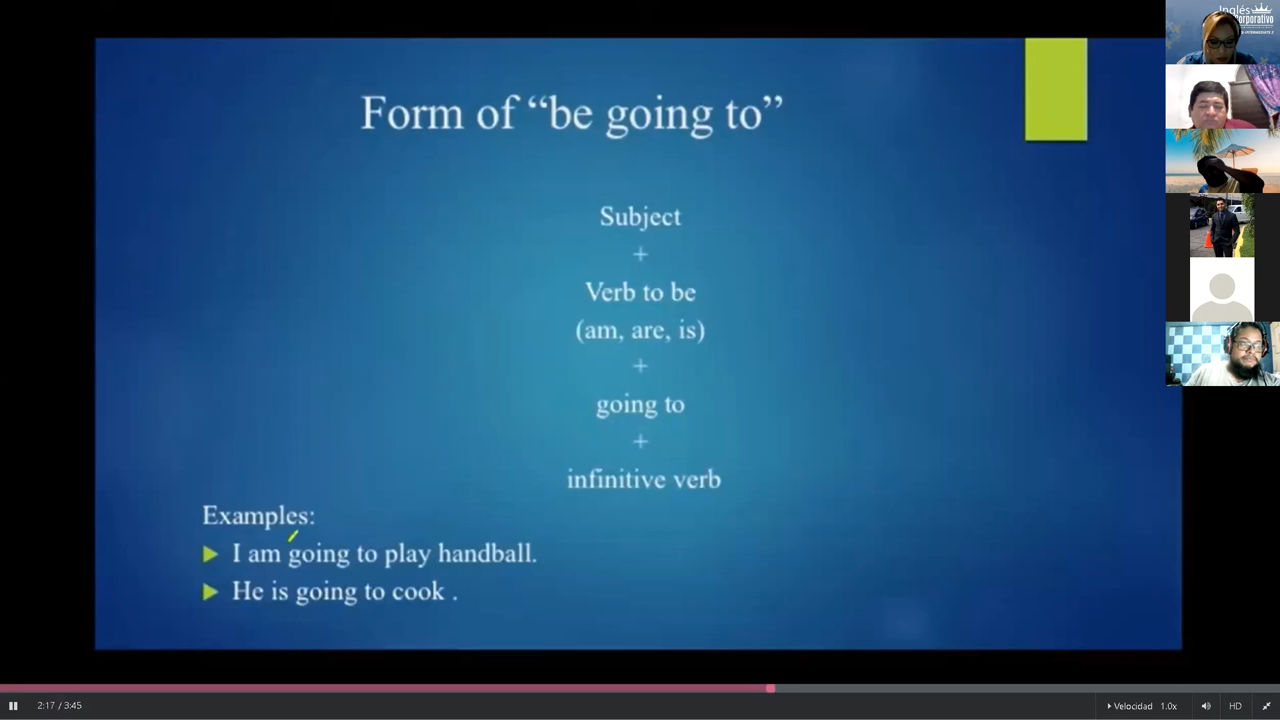 Form of “be going to”
Subject
+
Verb to be
(am, are, is)
+
going to
+
infinitive verb
Examples:
I am going to play handball.
He is going to cook .
Inglés
2:17 / 3:45
Velocidad 1.0x
HD